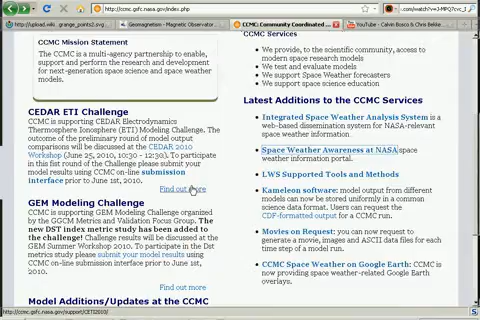 http://ccmc.gsfc.nasa.gov/index.php
http://upload.wiki_grange_points2.svg
Geomagnetism - Magnetic Observator...
CCMC: Community Coordinated ...
YouTube - Calvin Bosco & Chris Bekke
CCMC Mission Statement
The CCMC is a multi-agency partnership to enable,
support and perform the research and development
for next-generation space science and space weather
models.
CEDAR ETI Challenge
CCMC is supporting CEDAR Electrodynamics
Thermosphere Ionosphere (ETI) Modeling Challenge. The
outcome of the preliminary round of model output
comparisons will be discussed at the CEDAR 2010
Workshop (June 25, 2010, 10:30 - 12:30). To participate
in this fist round of the Challenge please submit your
model results using CCMC on-line submission
interface prior to June 1st, 2010.
Find out more
GEM Modeling Challenge
CCMC is supporting GEM Modeling Challenge organized
by the GGCM Metrics and Validation Focus Group. The
new DST index metric study has been added to
the challenge! Challenge results will be discussed at the
GEM Summer Workshop 2010. To participate in the Dst
metrics study please submit your model results using
CCMC on-line submission interface prior to June 1st,
2010.
Find out more
Model Additions/Updates at the CCMC
CCMC Services
We provide, to the scientific community, access to
modern space research models
We test and evaluate models
We support Space Weather forecasters
We support space science education
Latest Additions to the CCMC Services
Integrated Space Weather Analysis System is a
web-based dissemination system for NASA-relevant
space weather information
Space Weather Awareness at NASA space
weather information portal.
LWS Supported Tools and Methods
Kameleon software: model output from different
models can now be stored uniformly in a common
science data format. Users can request the
CDF-formatted output for a CCMC run.
Movies on Request: you can now request to
generate a movie, images and ASCII data files for each
time step of a model run.
CCMC Space Weather on Google Earth: CCMC is
now providing space weather-related Google Earth
overlays.
http://ccmc.gsfc.nasa.gov/support/CETI2010/